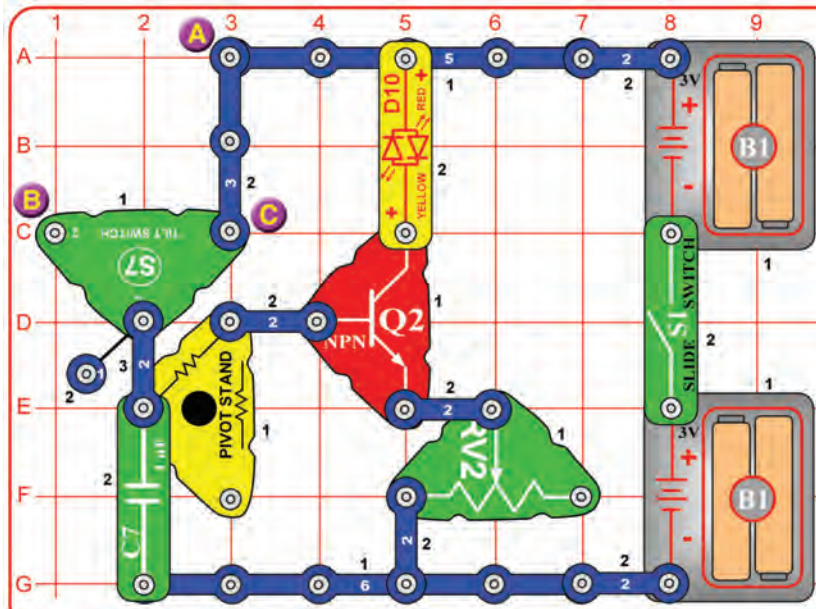 1 2 3 4 5 6 7 8 9
A
B
C
D
E
F
G
A
B
C
5
2
1
2
3V
+
-
B1
1
3
2
1
TILT SWITCH
S7
D10
+ RED
+ YELLOW
2
2
2
NPN
Q2
1
S1
SLIDE SWITCH
2
1
2
3
2
PIVOT STAND
1
2
2
RV2
1
3V
+
-
B1
1
2
C7
2
2
1
6
2
2